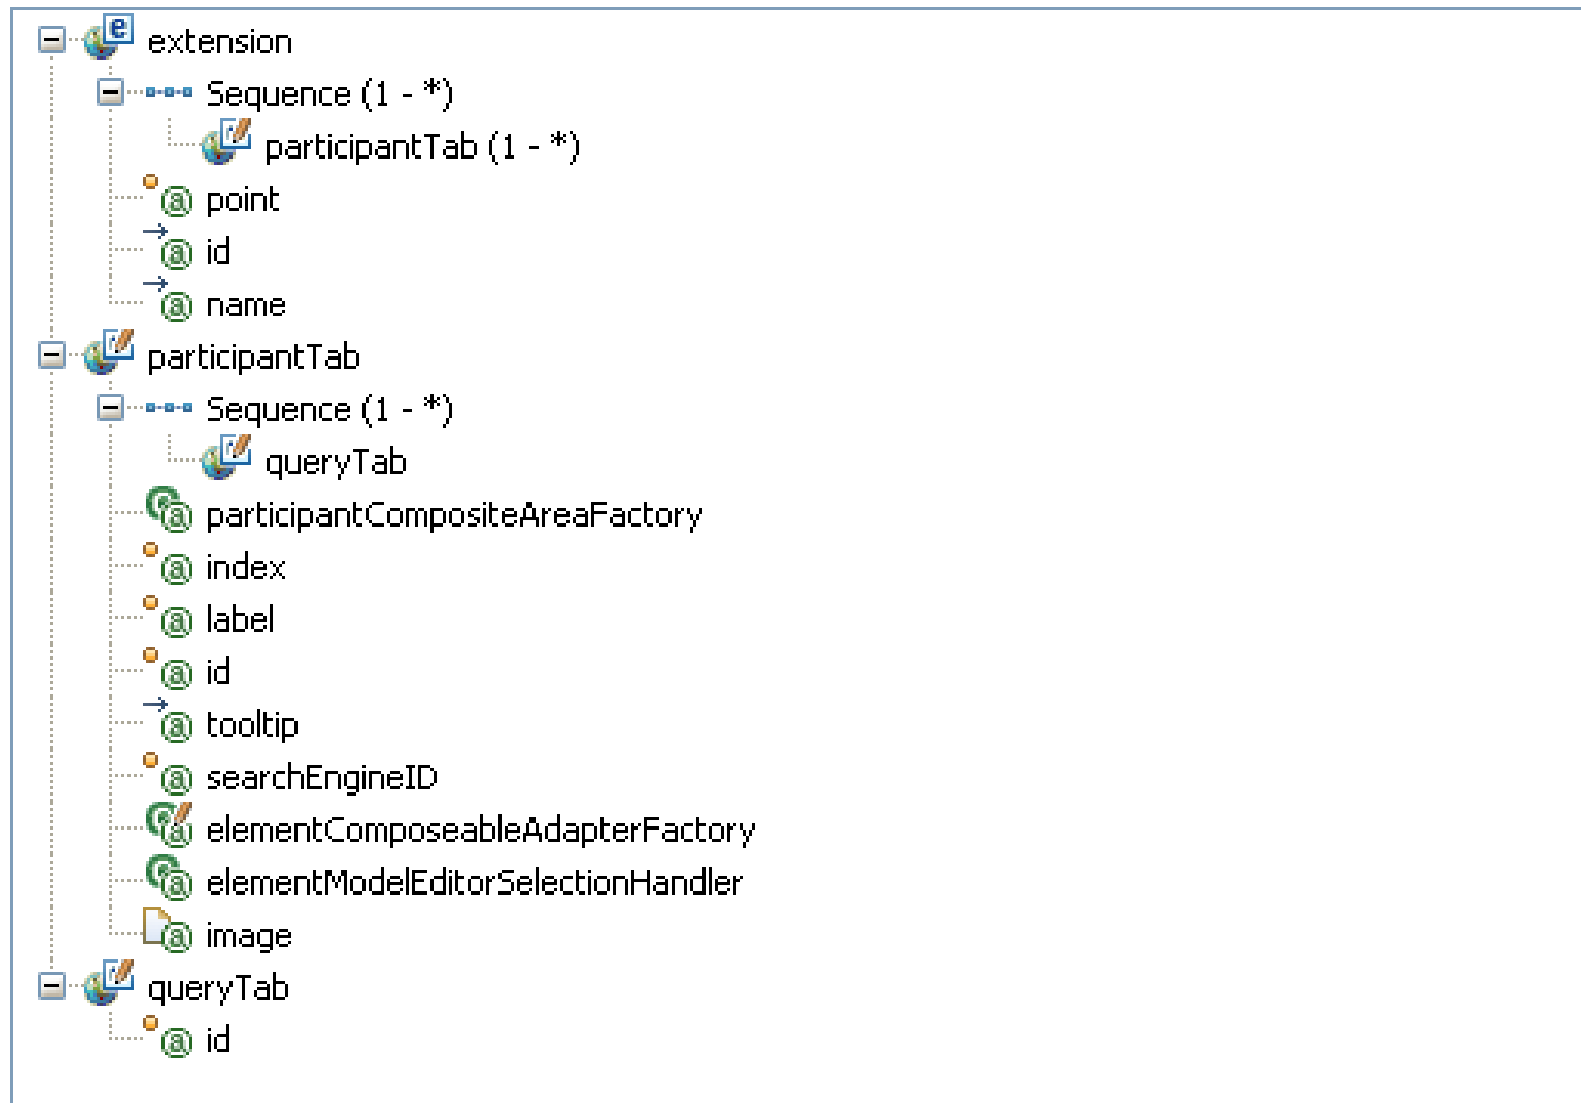 extension
Sequence (1 - *)
participantTab (1 - *)
point
id
name
participantTab
Sequence (1 - *)
queryTab
participantCompositeAreaFactory
index
label
id
tooltip
searchEngineID
elementComposeableAdapterFactory
elementModelEditorSelectionHandler
image
queryTab
id